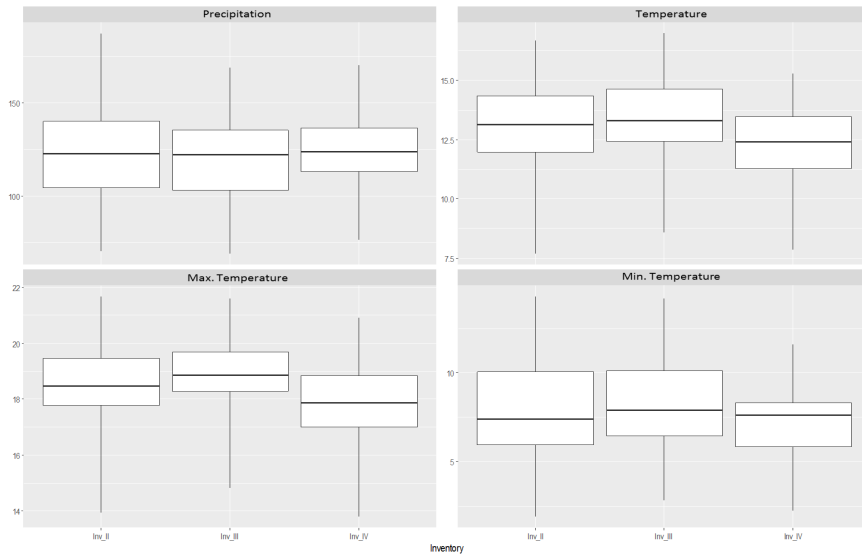 Precipitation
Temperature
150
100
15.0
12.5
10.0
7.5
Max. Temperature
Min. Temperature
22
20
18
16
14
10
5
Inv_II Inv_III Inv_IV
Inv_II Inv_III Inv_IV
Inventory